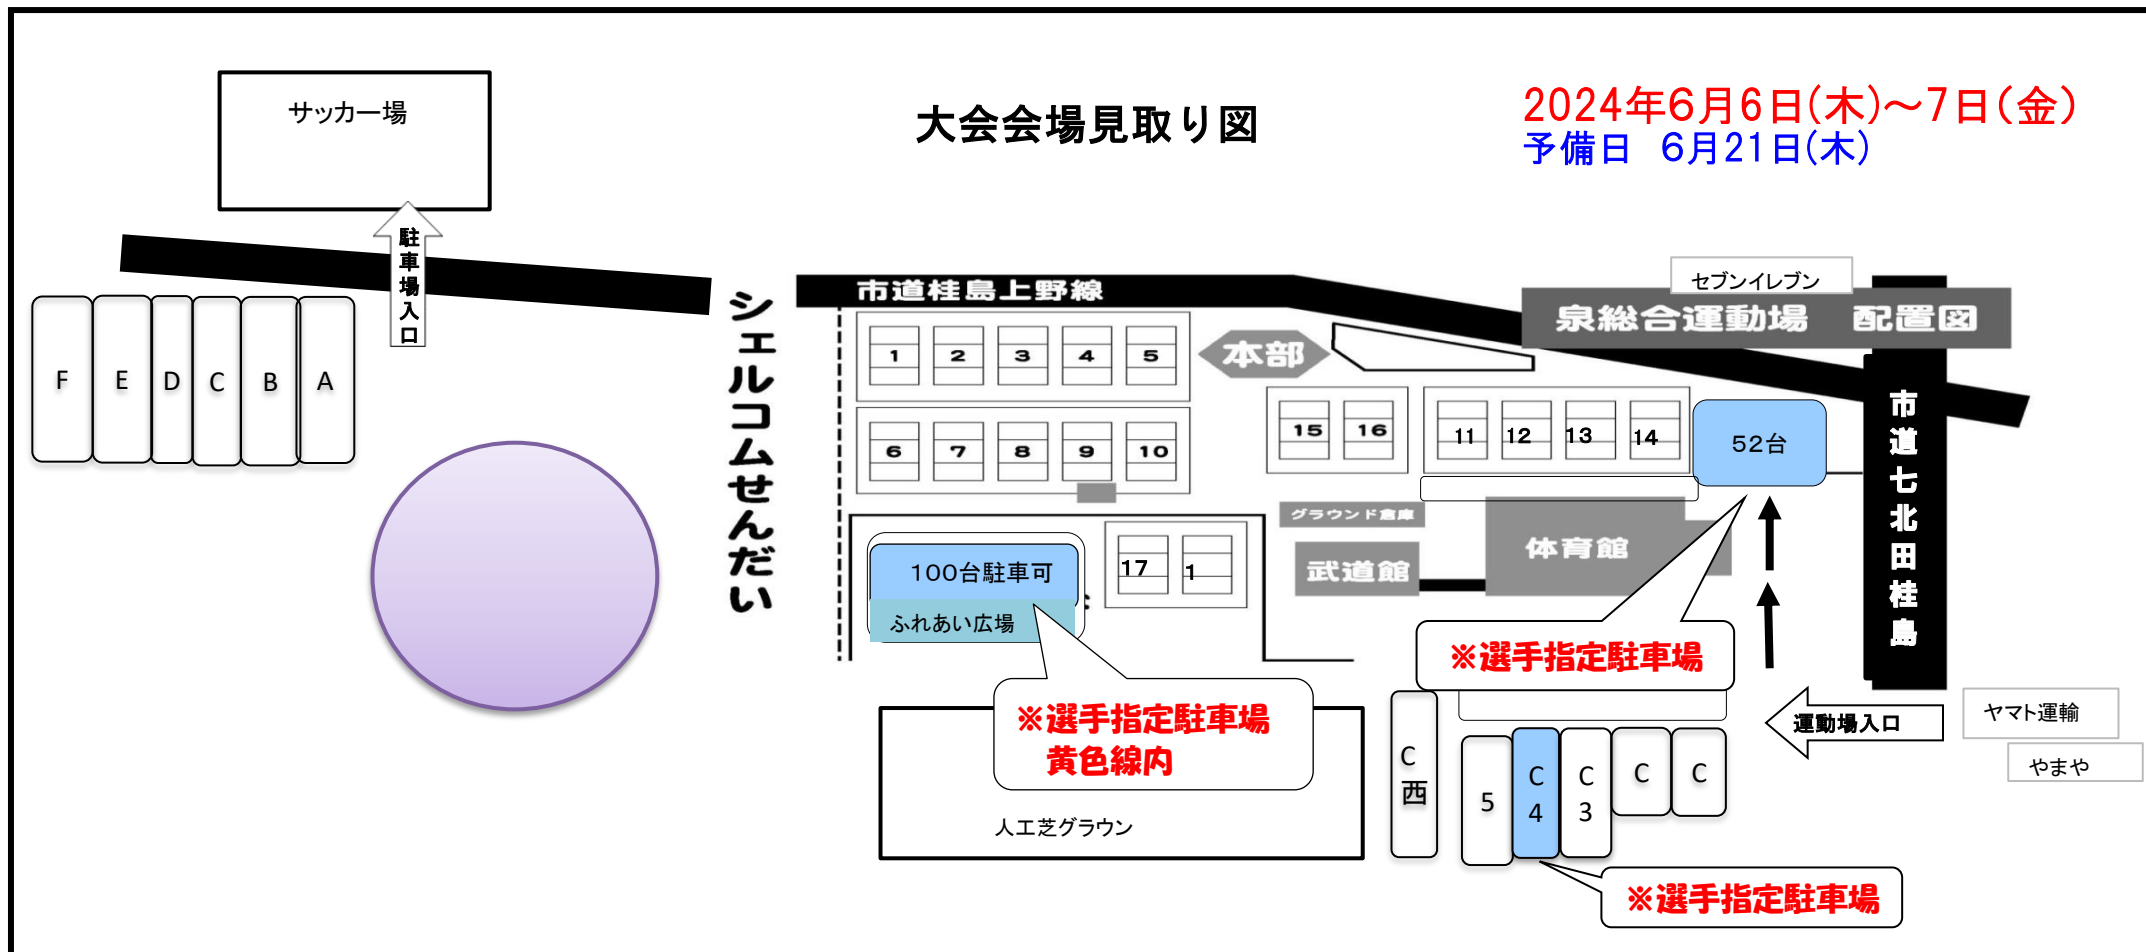 サッカー場
大会会場見取り図
2024年6月6日(木)～7日(金)
予備日 6月21日(木)
駐車場入口
F
E
D
C
B
A
シェルコムせんだい
市道桂島上野線
セブンイレブン
泉総合運動場 配置図
1
2
3
4
5
本部
6
7
8
9
10
15
16
11
12
13
14
52台
市道七北田桂島
グラウンド倉庫
体育館
武道館
100台駐車可
ふれあい広場
17
1
※選手指定駐車場
※選手指定駐車場
黄色線内
人工芝グラウン
運動場入口
ヤマト運輸
やまや
C西
5
C4
C3
C
C
※選手指定駐車場